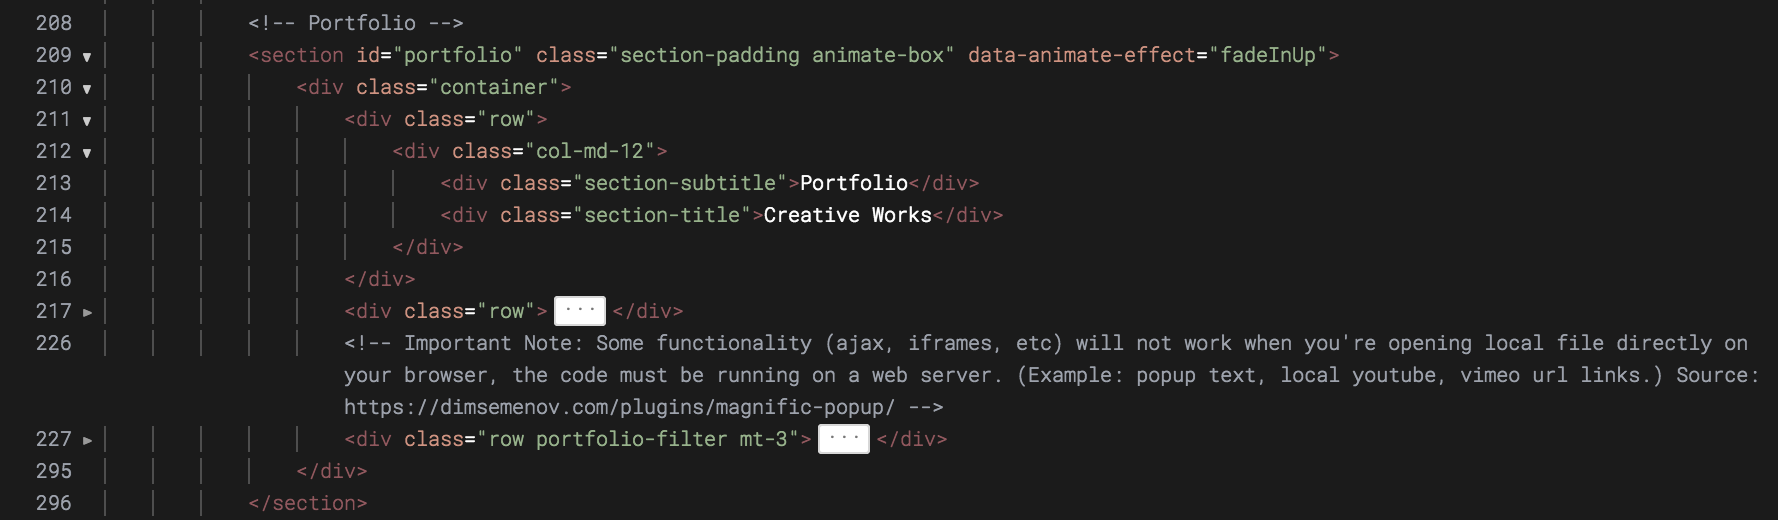 208 <!-- Portfolio -->
209 ▼ <section id="portfolio" class="section-padding animate-box" data-animate-effect="fadeInUp">
210 ▼ <div class="container">
211 ▼ <div class="row">
212 ▼ <div class="col-md-12">
213 <div class="section-subtitle">Portfolio</div>
214 <div class="section-title">Creative Works</div>
215 </div>
216 </div>
217 ► <div class="row"> ... </div>
226 <!-- Important Note: Some functionality (ajax, iframes, etc) will not work when you're opening local file directly on
your browser, the code must be running on a web server. (Example: popup text, local youtube, vimeo url links.) Source:
https://dimsemenov.com/plugins/magnific-popup/ -->
227 ► <div class="row portfolio-filter mt-3"> ... </div>
295 </div>
296 </section>